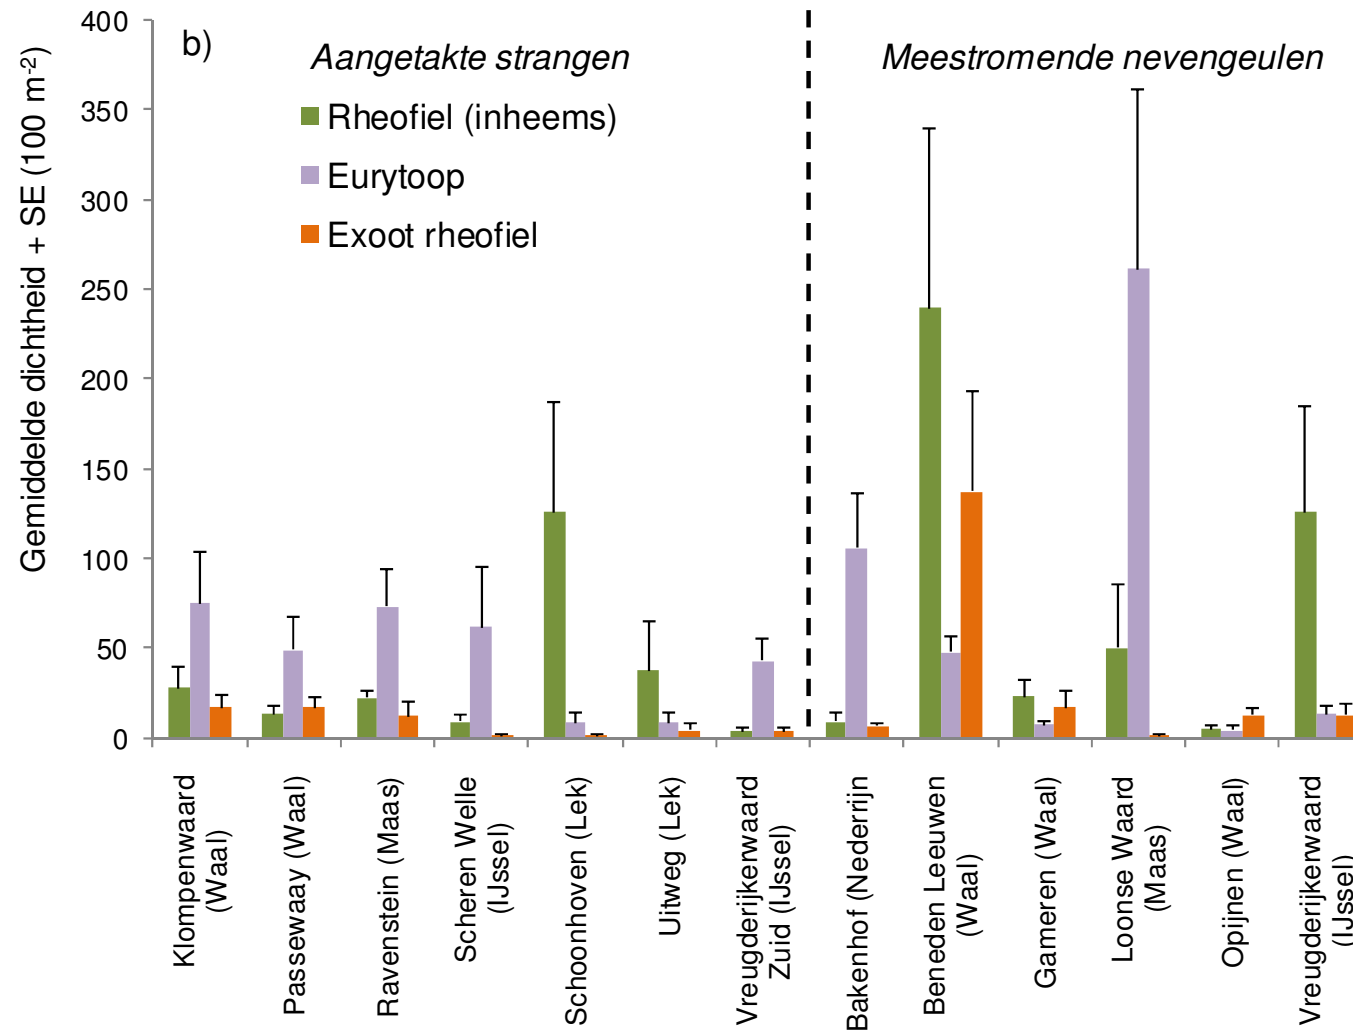 b)
Aangetakte strangen
Meestromende nevengeulen
Rheofiel (inheems)
Eurytoop
Exoot rheofiel
Gemiddelde dichtheid + SE (100 m-2)
400
350
300
250
200
150
100
50
0
Klompenwaard
(Waal)
Passewaay (Waal)
Ravenstein (Maas)
Scheren Welle
(IJssel)
Schoonhoven (Lek)
Uitweg (Lek)
Vreugderijkerwaard
Zuid (IJssel)
Bakenhof (Nederrijn
Beneden Leeuwen
(Waal)
Gameren (Waal)
Loonse Waard
(Maas)
Opijnen (Waal)
Vreugderijkerwaard
(IJssel)